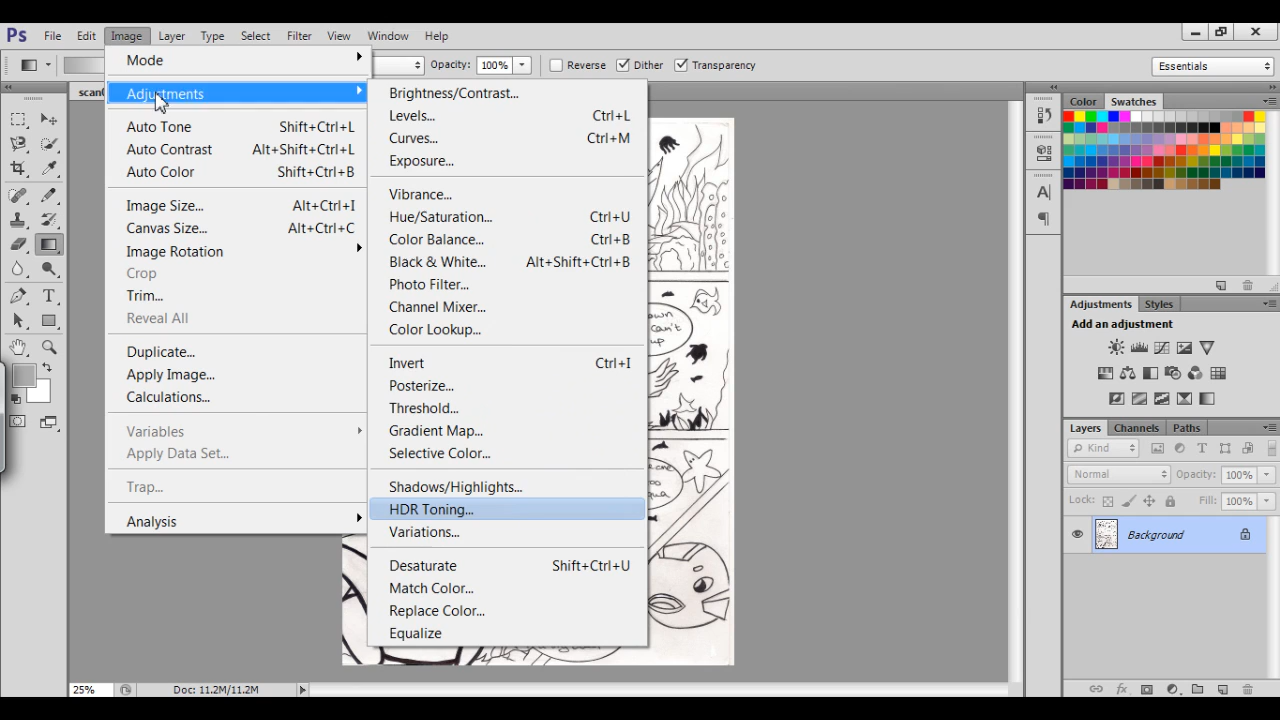 Ps File Edit Image Layer Type Select Filter View Window Help
Opacity: 100% Reverse Dither Transparency Essentials
Mode
Adjustments
Auto Tone Shift+Ctrl+L
Auto Contrast Alt+Shift+Ctrl+L
Auto Color Shift+Ctrl+B
Image Size... Alt+Ctrl+I
Canvas Size... Alt+Ctrl+C
Image Rotation
Crop
Trim...
Reveal All
Duplicate...
Apply Image...
Calculations...
Variables
Apply Data Set...
Trap...
Analysis
Brightness/Contrast...
Levels... Ctrl+L
Curves... Ctrl+M
Exposure...
Vibrance...
Hue/Saturation... Ctrl+U
Color Balance... Ctrl+B
Black & White... Alt+Shift+Ctrl+B
Photo Filter...
Channel Mixer...
Color Lookup...
Invert Ctrl+I
Posterize...
Threshold...
Gradient Map...
Selective Color...
Shadows/Highlights...
HDR Toning...
Variations...
Desaturate Shift+Ctrl+U
Match Color...
Replace Color...
Equalize
can't
up
Color Swatches
Adjustments Styles
Add an adjustment
Layers Channels Paths
Kind
Normal Opacity: 100%
Lock: Fill: 100%
Background
25% Doc: 11.2M/11.2M